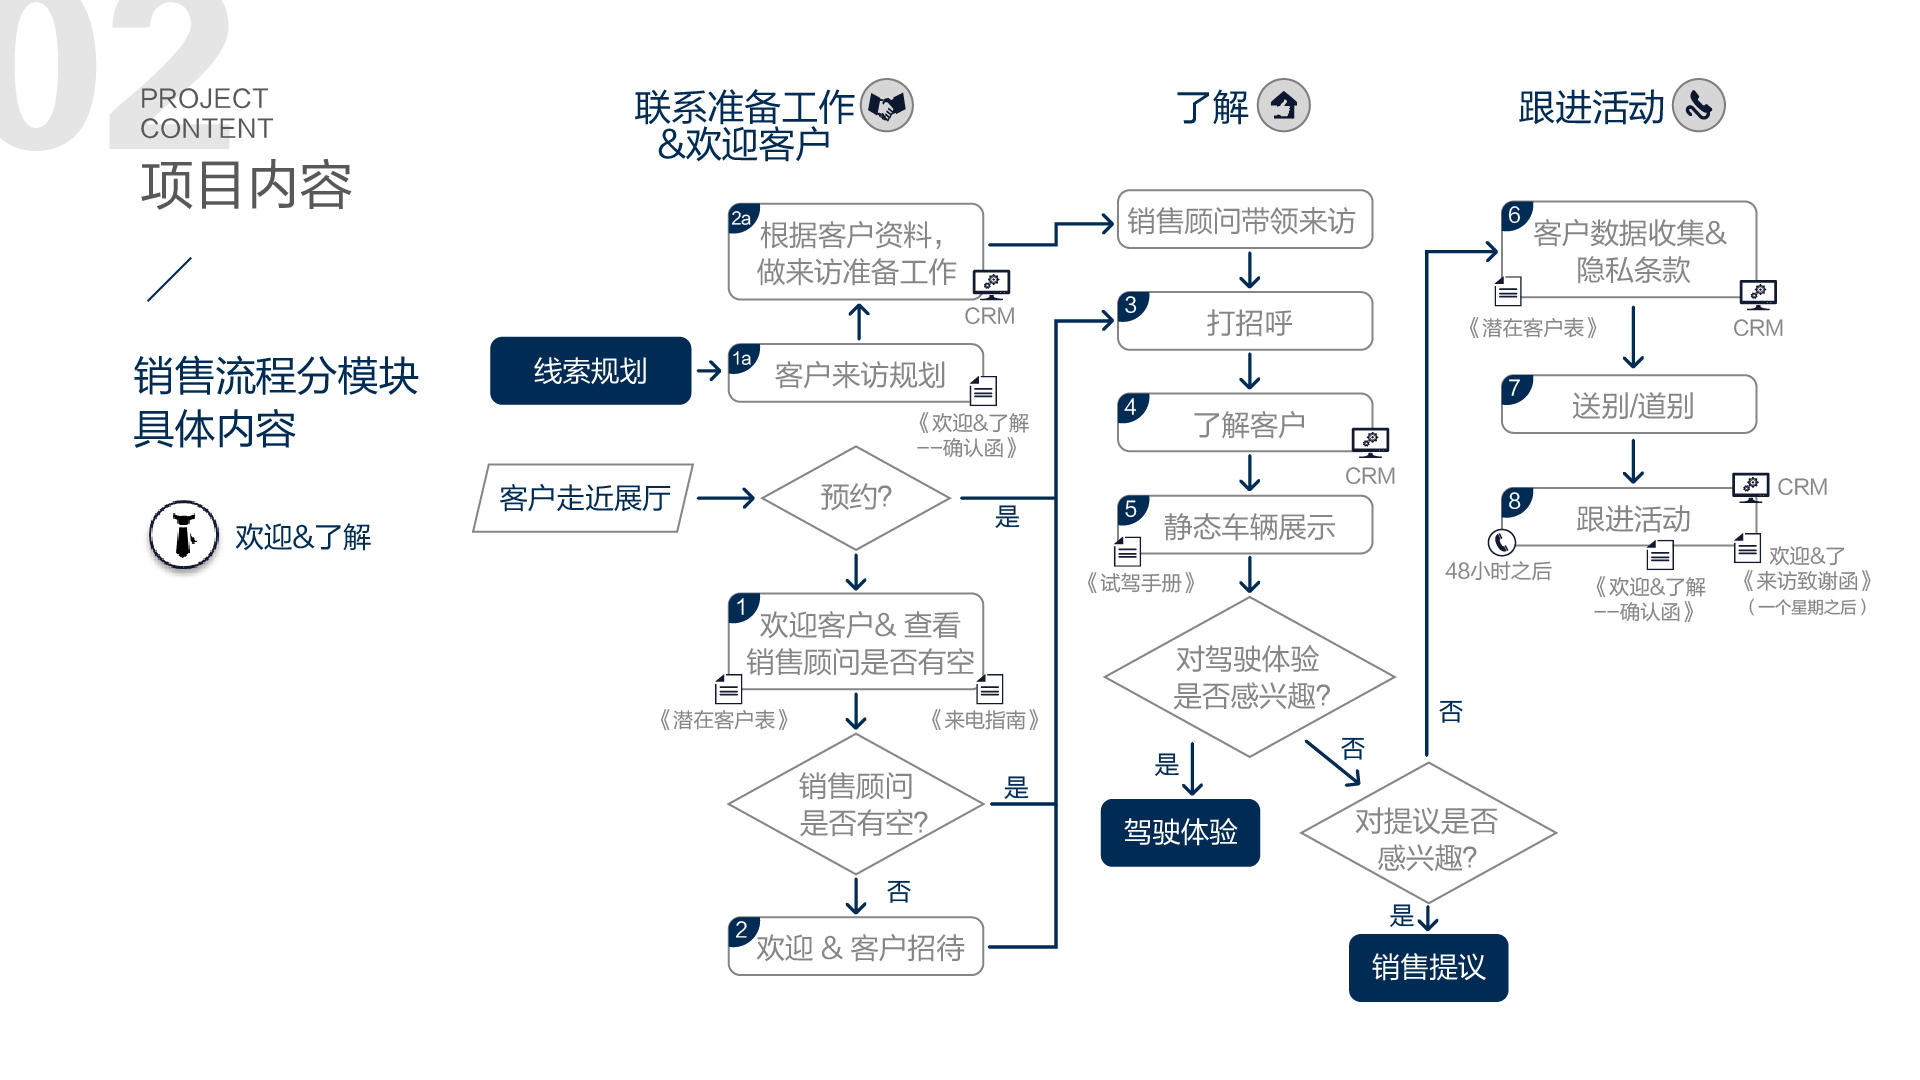 02
PROJECT
CONTENT
项目内容
销售流程分模块
具体内容
欢迎&了解
联系准备工作
&欢迎客户
2a
根据客户资料，
做来访准备工作
CRM
线索规划
1a
客户来访规划
《欢迎&了解
--确认函》
客户走近展厅
预约?
是
1
欢迎客户& 查看
销售顾问是否有空
《潜在客户表》
《来电指南》
销售顾问
是否有空?
是
否
2
欢迎 & 客户招待
了解
销售顾问带领来访
3
打招呼
4
了解客户
CRM
5
静态车辆展示
《试驾手册》
对驾驶体验
是否感兴趣?
是
否
驾驶体验
对提议是否
感兴趣?
否
是
销售提议
跟进活动
6
客户数据收集&
隐私条款
《潜在客户表》
CRM
7
送别/道别
8
跟进活动
CRM
48小时之后
《欢迎&了解
--确认函》
欢迎&了
《来访致谢函》
（一个星期之后）